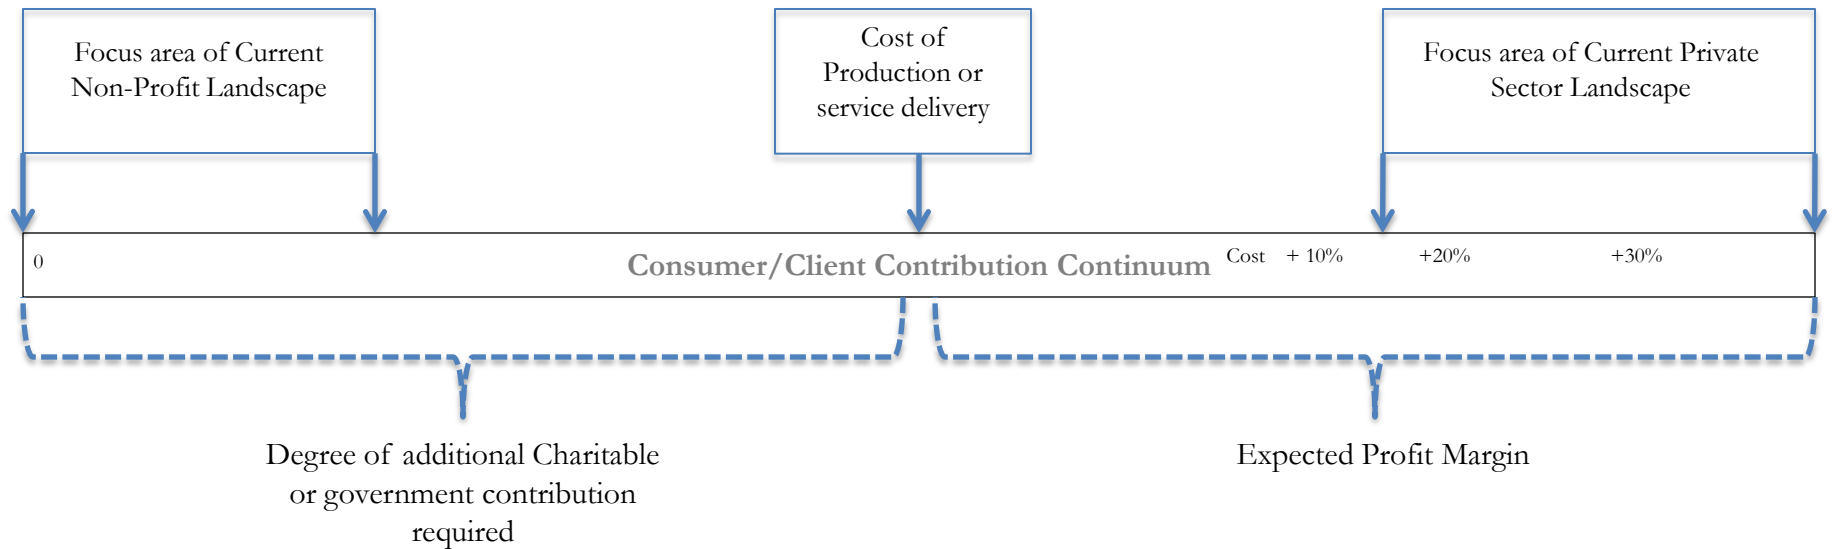 Focus area of Current
Non-Profit Landscape
Cost of
Production or
service delivery
Focus area of Current Private
Sector Landscape
0
Consumer/Client Contribution Continuum
Cost + 10% +20% +30%
Degree of additional Charitable
or government contribution
required
Expected Profit Margin